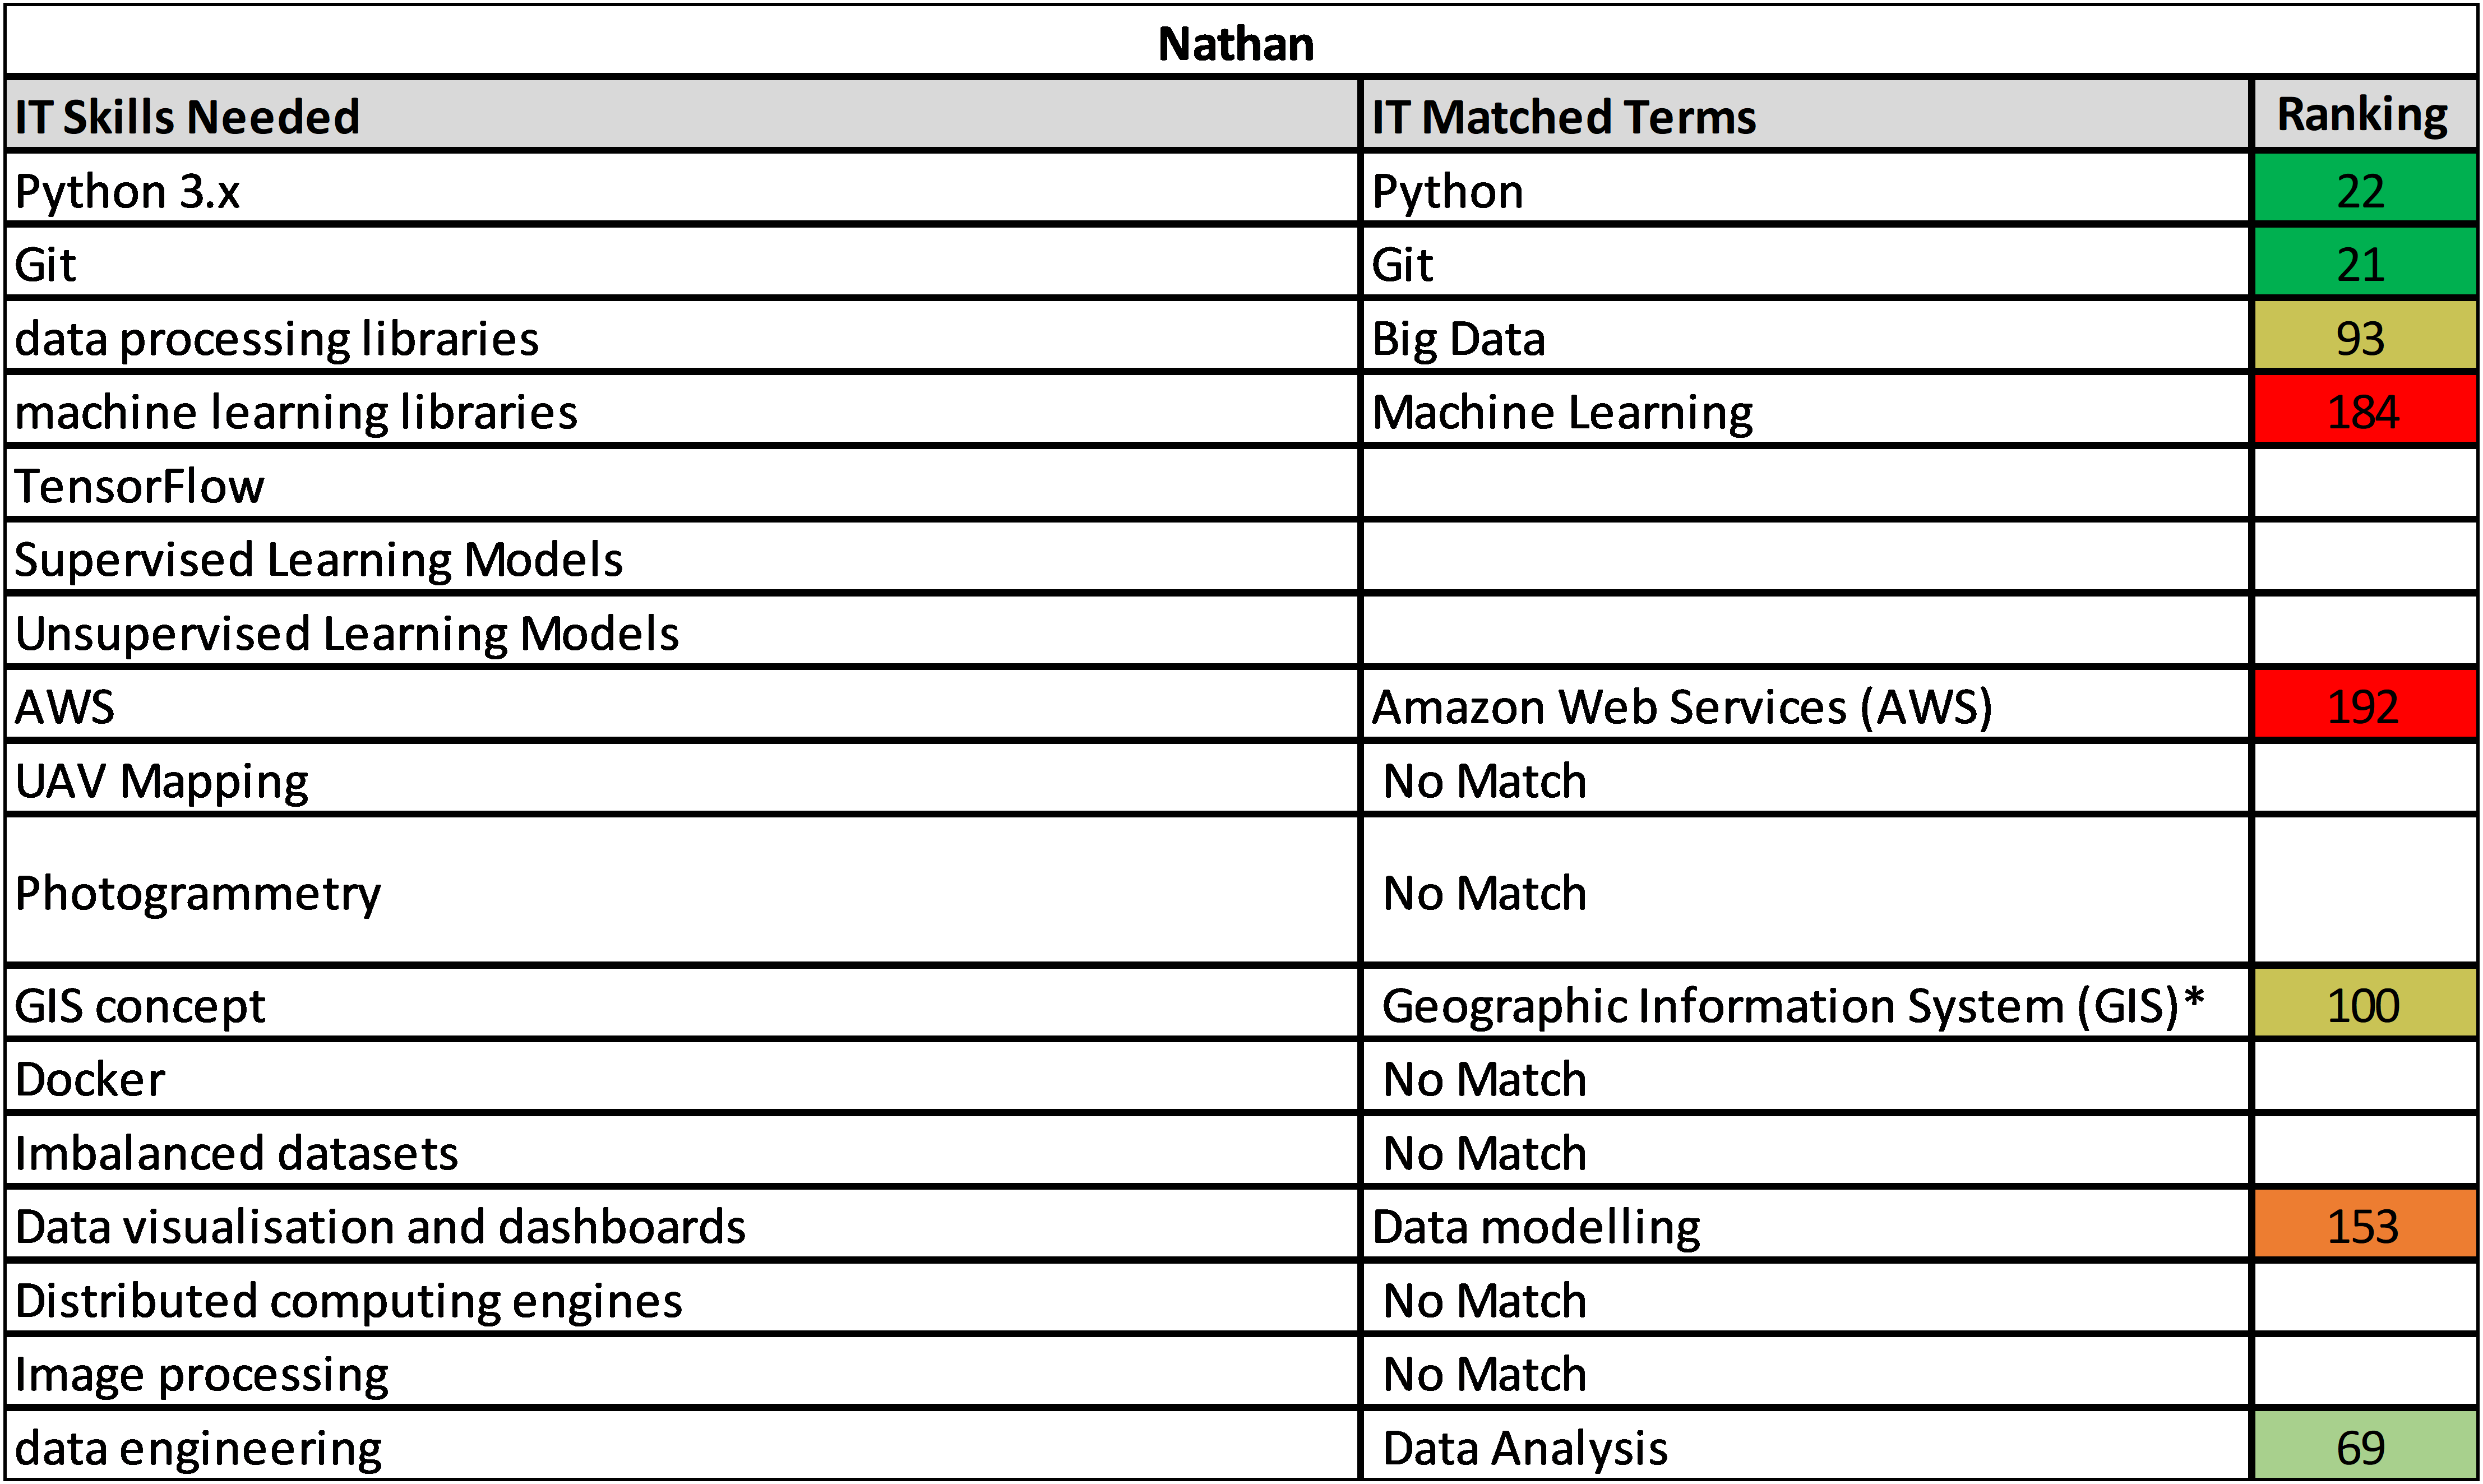 Nathan
IT Skills Needed IT Matched Terms Ranking
Python 3.x Python 22
Git Git 21
data processing libraries Big Data 93
machine learning libraries Machine Learning 184
TensorFlow
Supervised Learning Models
Unsupervised Learning Models
AWS Amazon Web Services (AWS) 192
UAV Mapping No Match
Photogrammetry No Match
GIS concept Geographic Information System (GIS)* 100
Docker No Match
Imbalanced datasets No Match
Data visualisation and dashboards Data modelling 153
Distributed computing engines No Match
Image processing No Match
data engineering Data Analysis 69